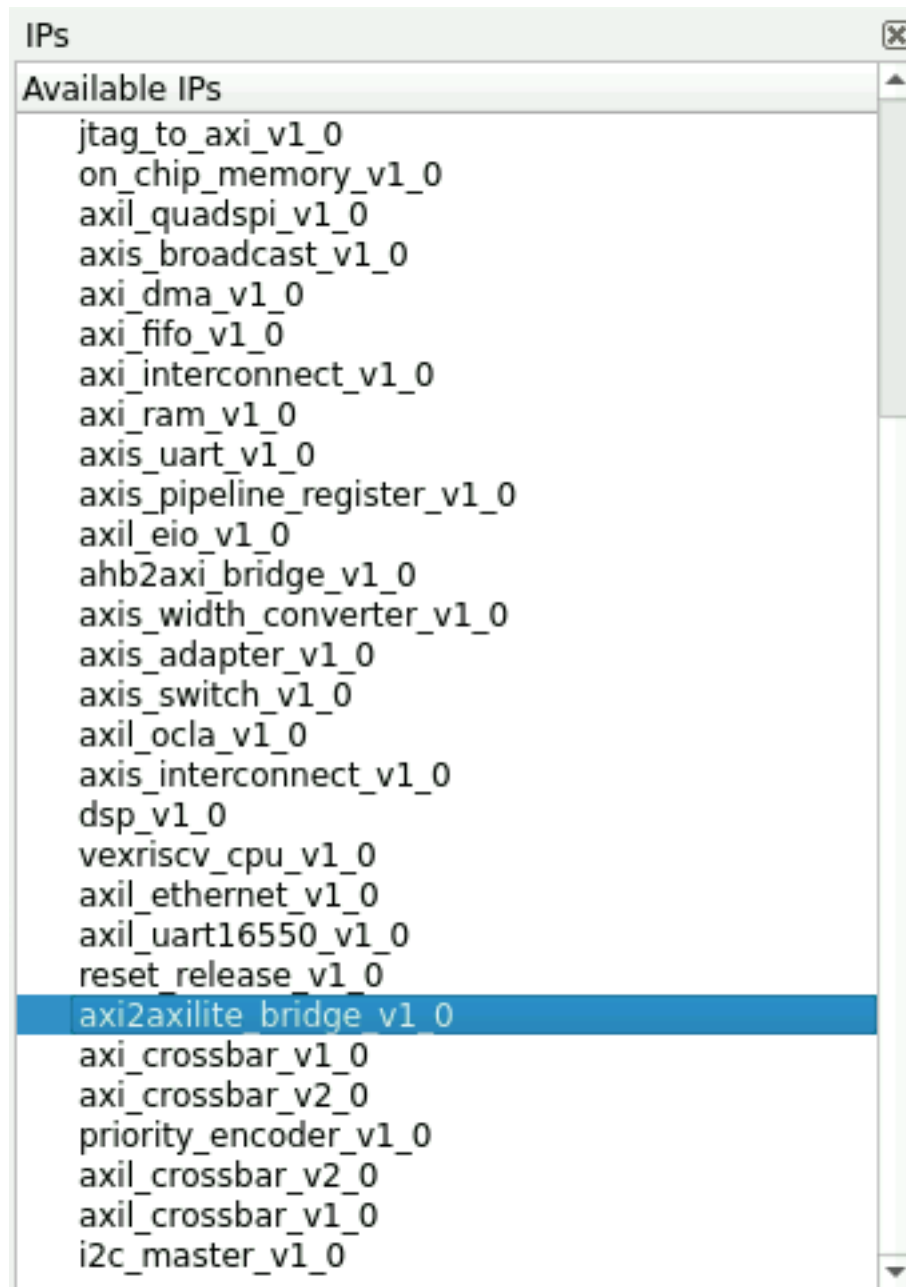 IPs
Available IPs
jtag_to_axi_v1_0
on_chip_memory_v1_0
axil_quadspi_v1_0
axis_broadcast_v1_0
axi_dma_v1_0
axi_fifo_v1_0
axi_interconnect_v1_0
axi_ram_v1_0
axis_uart_v1_0
axis_pipeline_register_v1_0
axil_eio_v1_0
ahb2axi_bridge_v1_0
axis_width_converter_v1_0
axis_adapter_v1_0
axis_switch_v1_0
axil_ocla_v1_0
axis_interconnect_v1_0
dsp_v1_0
vexriscv_cpu_v1_0
axil_ethernet_v1_0
axil_uart16550_v1_0
reset_release_v1_0
axi2axilite_bridge_v1_0
axi_crossbar_v1_0
axi_crossbar_v2_0
priority_encoder_v1_0
axil_crossbar_v2_0
axil_crossbar_v1_0
i2c_master_v1_0